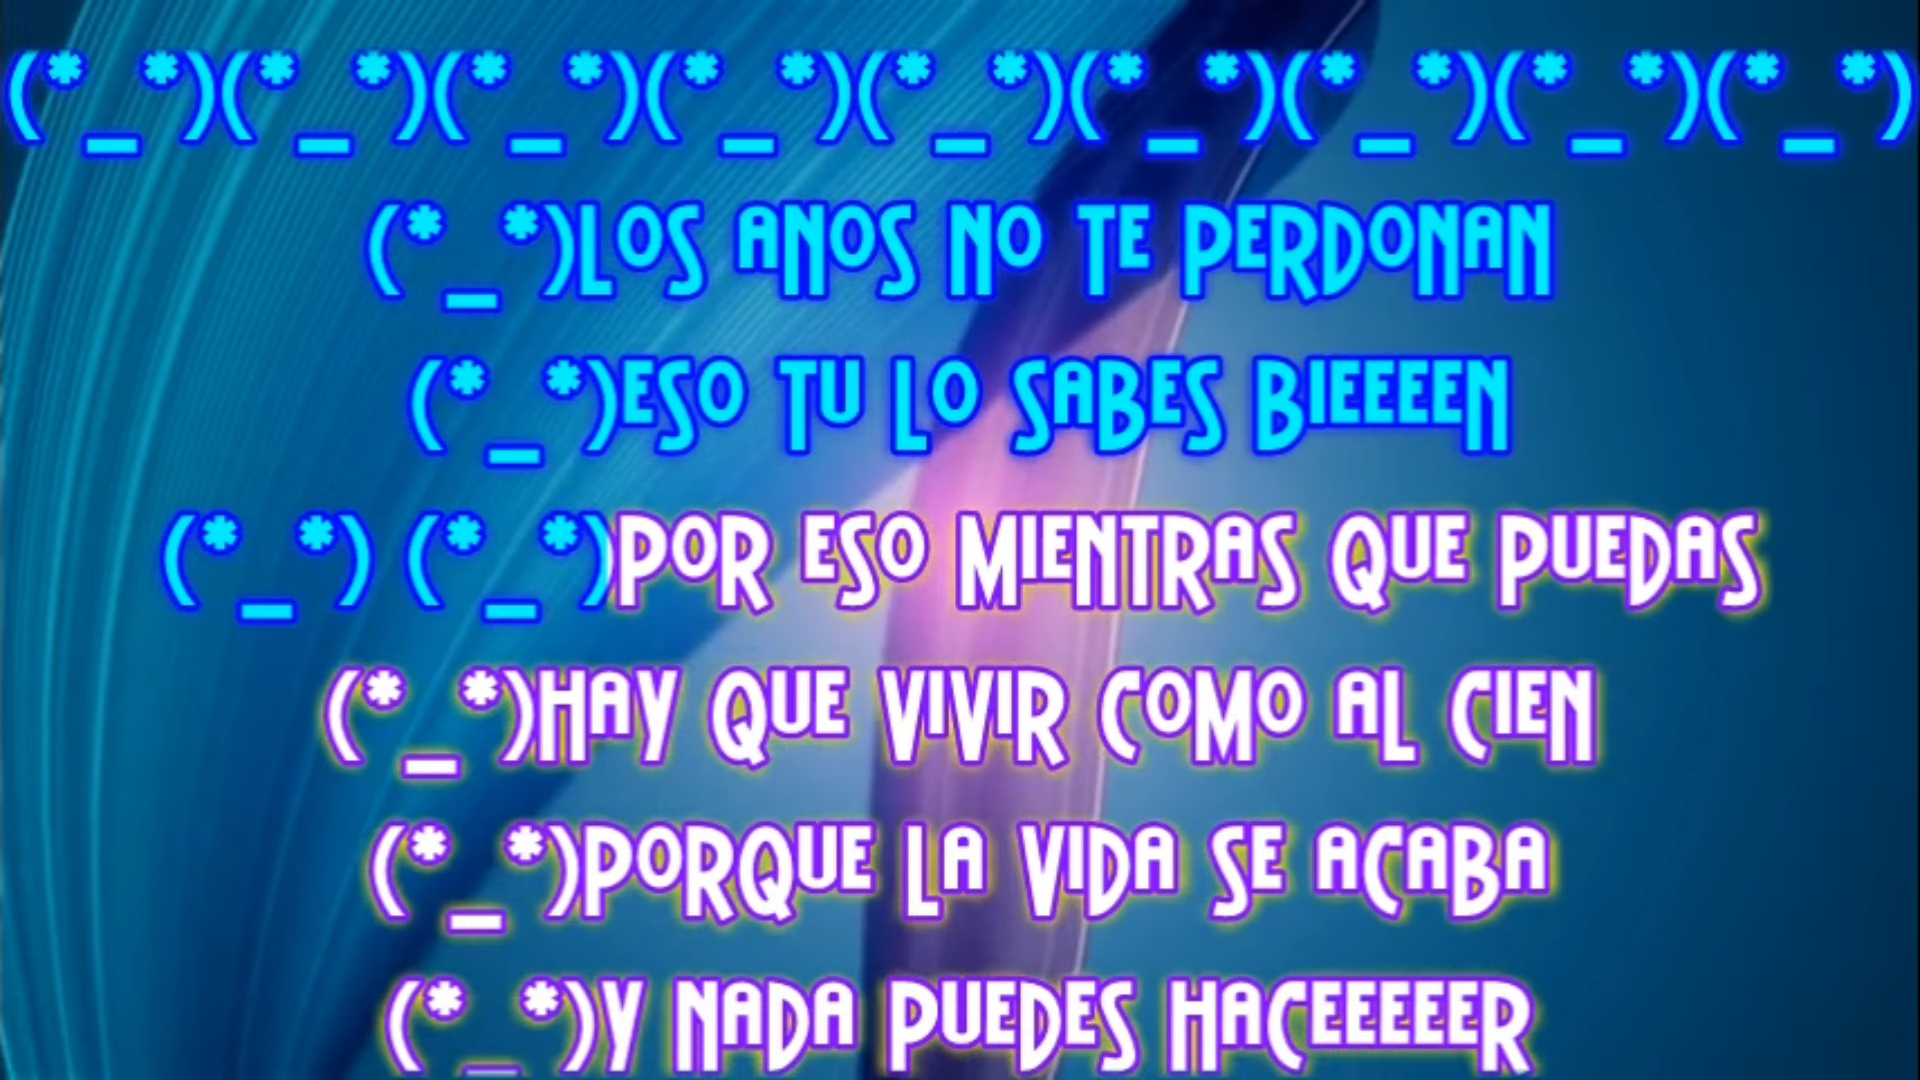 (*_*)(*_*)(*_*)(*_*)(*_*)(*_*)(*_*)(*_*)(*_*)
(*_*)LOS ANOS NO TE PERDONAN
(*_*)ESO TU LO SABES BIEEEEN
(*_*) (*_*)POR ESO MIENTRAS QUE PUEDAS
(*_*)HAY QUE VIVIR COMO AL CIEN
(*_*)PORQUE LA VIDA SE ACABA
(*_*)Y NADA PUEDES HACEEEEER